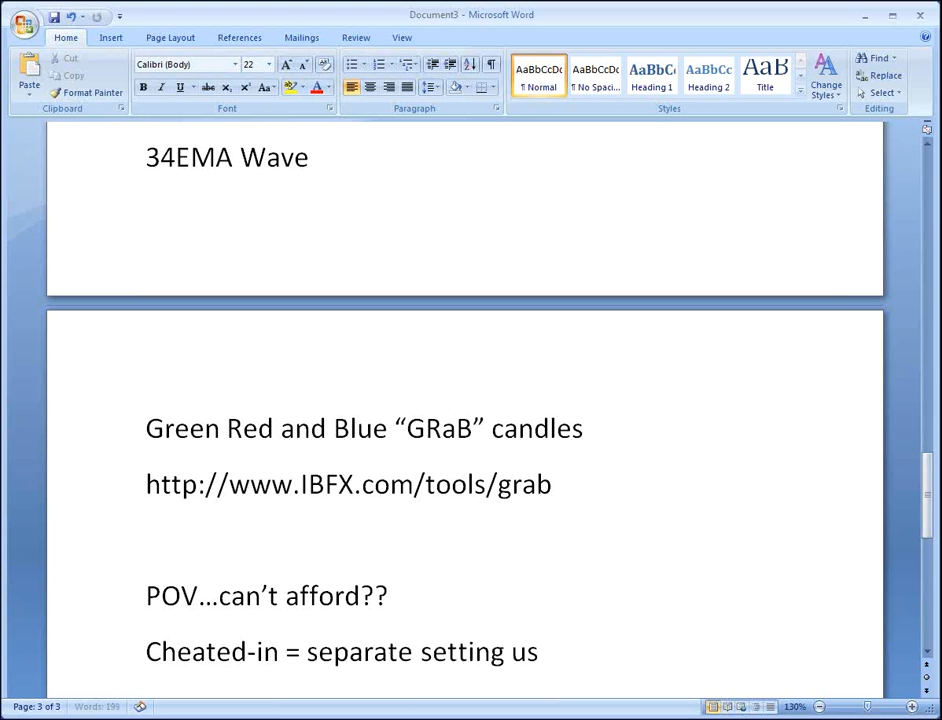 Document3 - Microsoft Word
Home Insert Page Layout References Mailings Review View
Paste
Cut
Copy
Format Painter
Clipboard
Calibri (Body) 22
Font
Paragraph
AaBbCcDc AaBbCcDc AaBbC AaBbCc AaB
¶ Normal ¶ No Spaci... Heading 1 Heading 2 Title
Change Styles
Styles
Find
Replace
Select
Editing
34EMA Wave
Green Red and Blue “GRaB” candles
http://www.IBFX.com/tools/grab
POV…can’t afford??
Cheated-in = separate setting us
Page: 3 of 3 Words: 199 130%